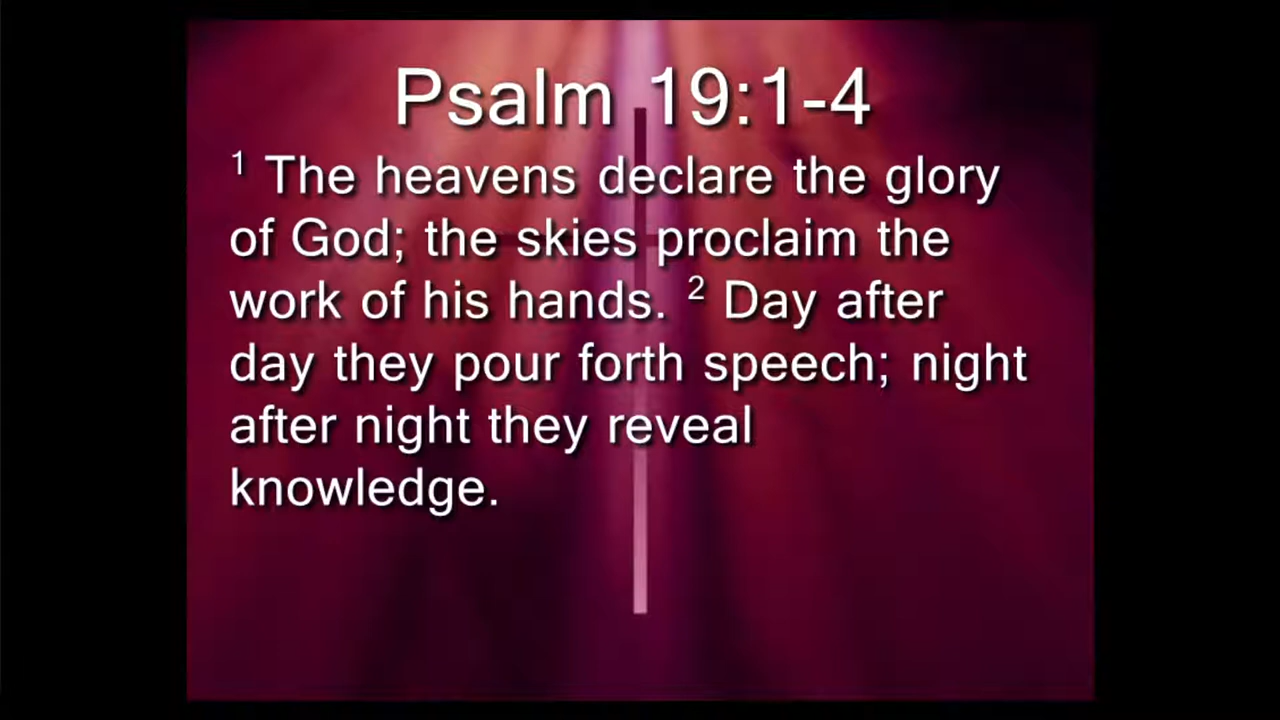 Psalm 19:1-4
1 The heavens declare the glory
of God; the skies proclaim the
work of his hands. 2 Day after
day they pour forth speech; night
after night they reveal
knowledge.